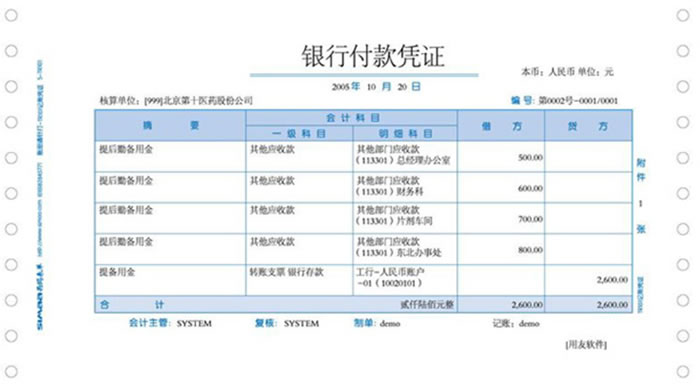 银行付款凭证
本币：人民币 单位：元
2005 年 10 月 20 日
核算单位：[999]北京第十医药股份公司
编 号: 第0002号-0001/0001
摘 要 会 计 科 目 借 方 贷 方
一 级 科 目 明 细 科 目
提后勤备用金 其他应收款 其他部门应收款
（113301）总经理办公室 500.00
提后勤备用金 其他应收款 其他部门应收款
（113301）财务科 600.00
提后勤备用金 其他应收款 其他部门应收款
（113301）片剂车间 700.00
提后勤备用金 其他应收款 其他部门应收款
（113301）东北办事处 800.00
提备用金 转账支票 银行存款 工行-人民币账户
-01（10020101） 2,600.00
合 计 贰仟陆佰元整 2,600.00 2,600.00
附件 1 张
会计主管: SYSTEM 复核: SYSTEM 制单: demo 记账: demo
[用友软件]